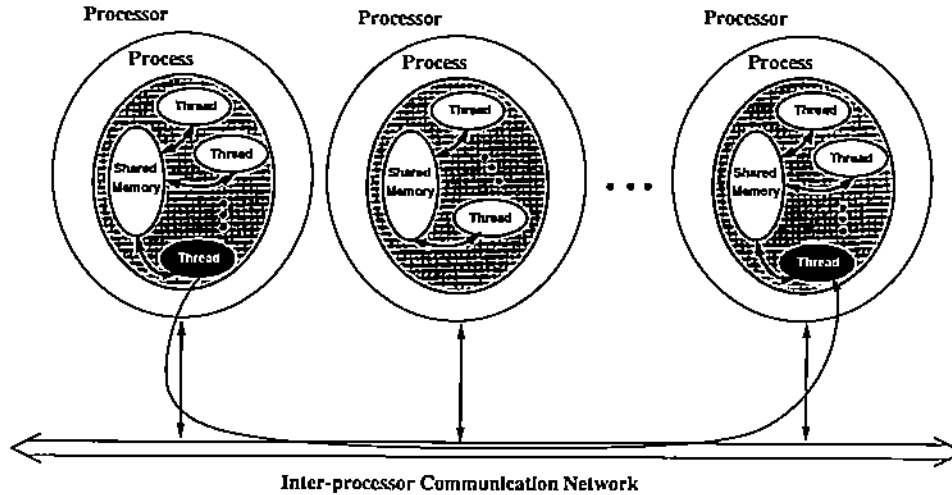 Processor
Process
Thread
Thread
Shared
Memory
Thread
Processor
Process
Thread
Shared
Memory
Thread
Processor
Process
Thread
Thread
Shared
Memory
Thread
Inter-processor Communication Network